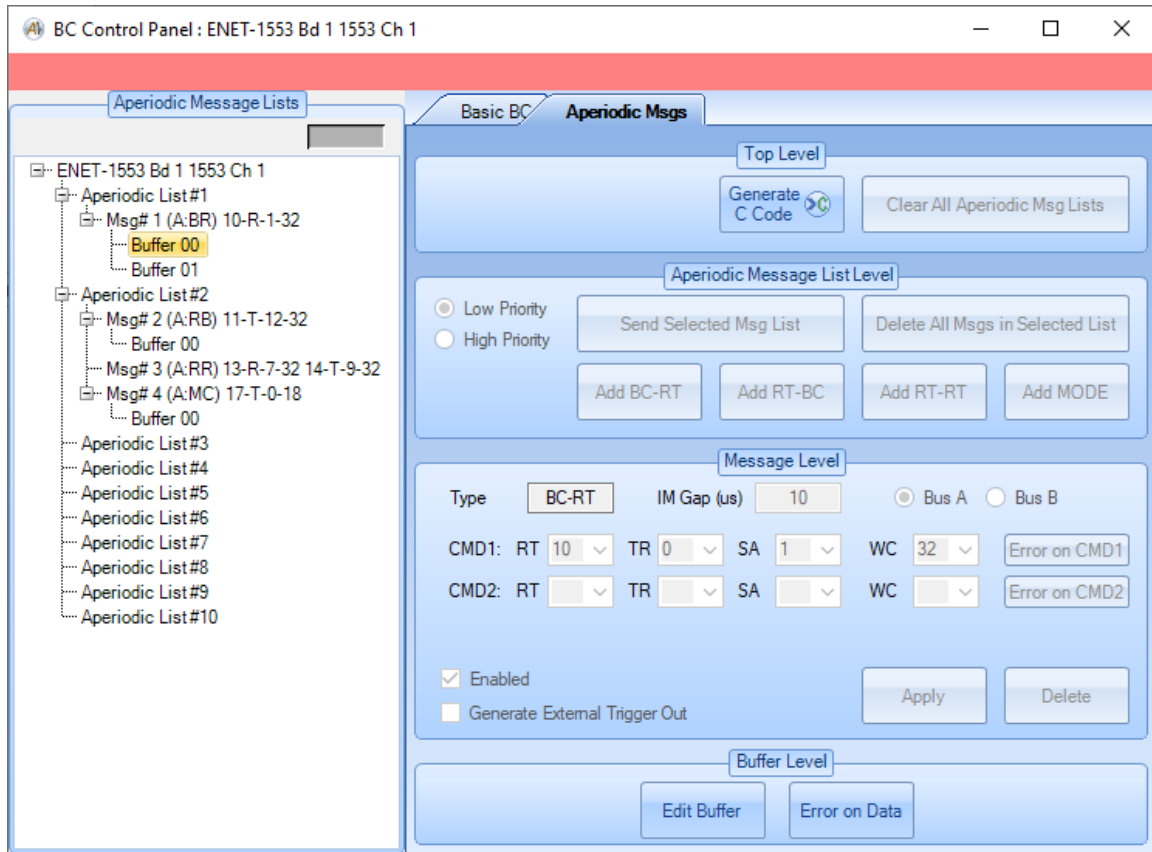 BC Control Panel : ENET-1553 Bd 1 1553 Ch 1
Aperiodic Message Lists
ENET-1553 Bd 1 1553 Ch 1
Aperiodic List #1
Msg# 1 (A:BR) 10-R-1-32
Buffer 00
Buffer 01
Aperiodic List #2
Msg# 2 (A:RB) 11-T-12-32
Buffer 00
Msg# 3 (A:RR) 13-R-7-32 14-T-9-32
Msg# 4 (A:MC) 17-T-0-18
Buffer 00
Aperiodic List #3
Aperiodic List #4
Aperiodic List #5
Aperiodic List #6
Aperiodic List #7
Aperiodic List #8
Aperiodic List #9
Aperiodic List #10
Basic BC Aperiodic Msgs
Top Level
Generate
C Code
Clear All Aperiodic Msg Lists
Aperiodic Message List Level
Low Priority
High Priority
Send Selected Msg List Delete All Msgs in Selected List
Add BC-RT Add RT-BC Add RT-RT Add MODE
Message Level
Type BC-RT IM Gap (us) 10 Bus A Bus B
CMD1: RT 10 TR 0 SA 1 WC 32 Error on CMD1
CMD2: RT TR SA WC Error on CMD2
Enabled
Generate External Trigger Out
Apply Delete
Buffer Level
Edit Buffer Error on Data